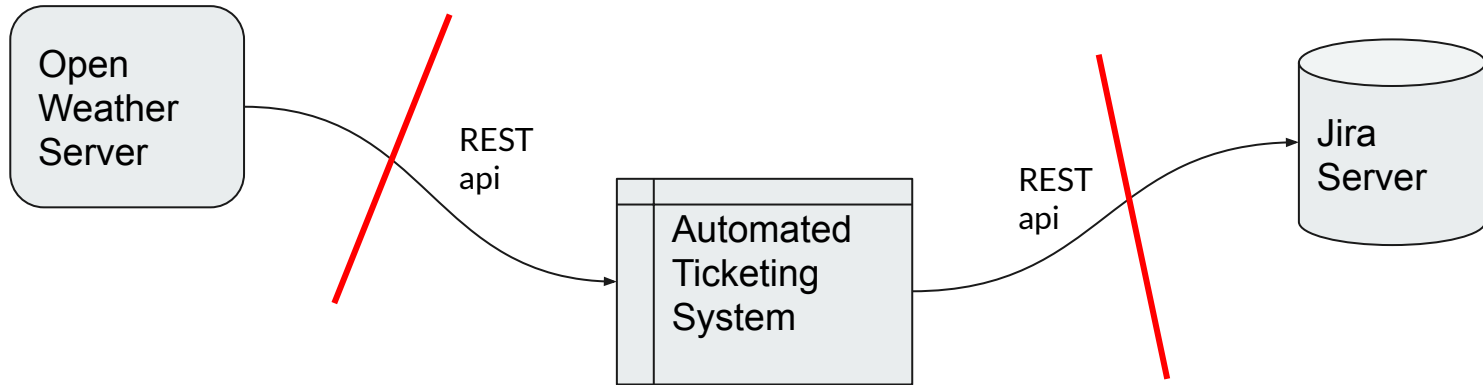 Open
Weather
Server
REST
api
Automated
Ticketing
System
REST
api
Jira
Server